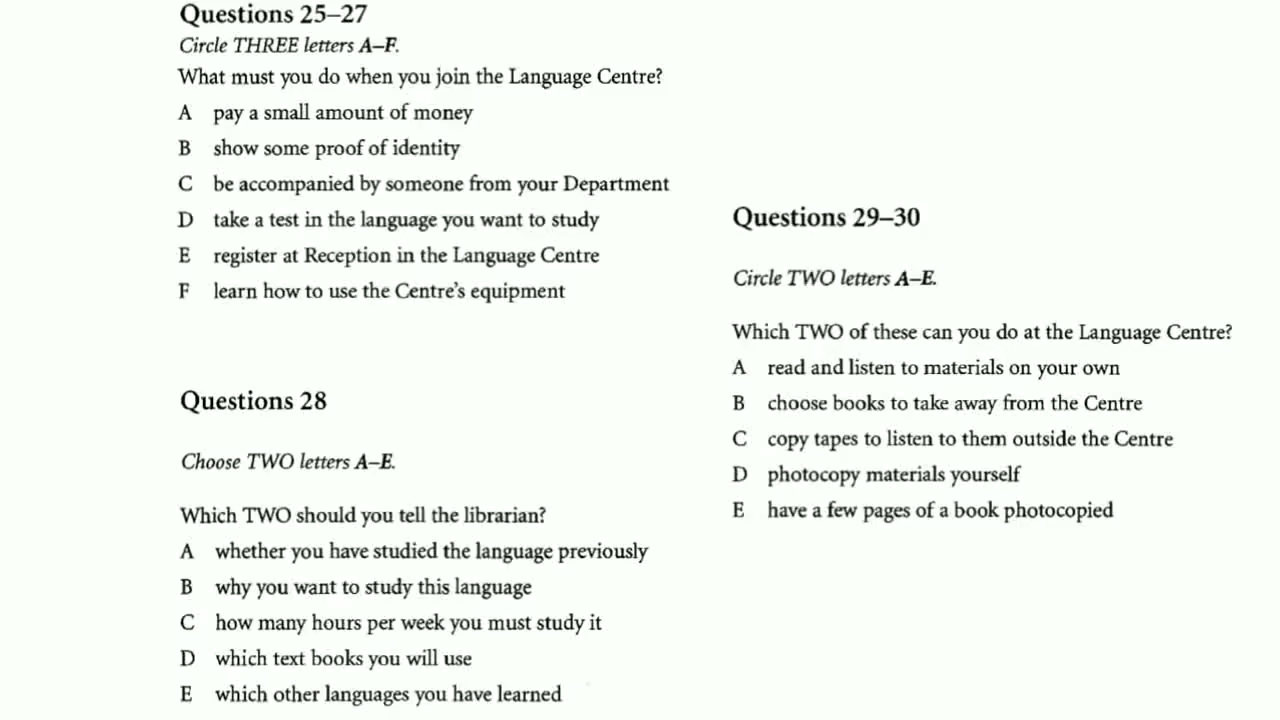 Questions 25–27
Circle THREE letters A–F.
What must you do when you join the Language Centre?
A pay a small amount of money
B show some proof of identity
C be accompanied by someone from your Department
D take a test in the language you want to study
E register at Reception in the Language Centre
F learn how to use the Centre's equipment
Questions 28
Choose TWO letters A–E.
Which TWO should you tell the librarian?
A whether you have studied the language previously
B why you want to study this language
C how many hours per week you must study it
D which text books you will use
E which other languages you have learned
Questions 29–30
Circle TWO letters A–E.
Which TWO of these can you do at the Language Centre?
A read and listen to materials on your own
B choose books to take away from the Centre
C copy tapes to listen to them outside the Centre
D photocopy materials yourself
E have a few pages of a book photocopied